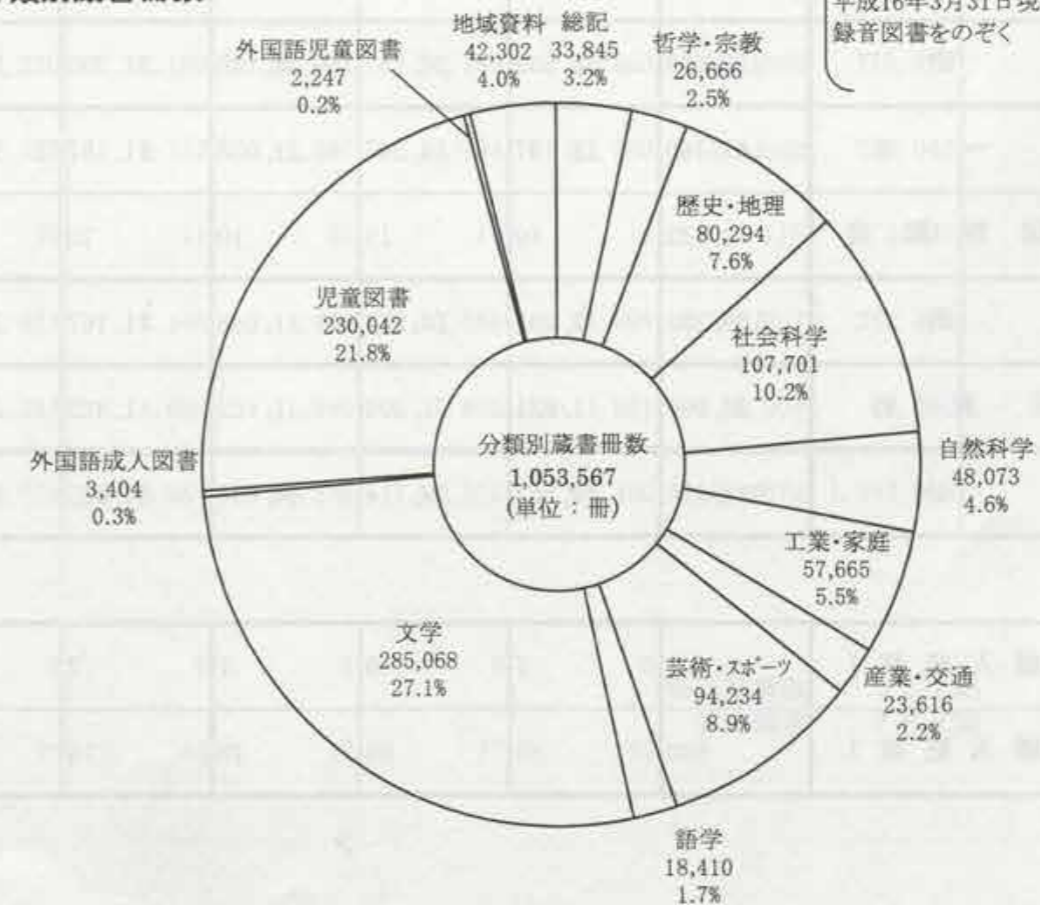 平成16年3月31日現
録音図書をのぞく
地域資料
42,302
4.0%
総記
33,845
3.2%
哲学・宗教
26,666
2.5%
歴史・地理
80,294
7.6%
社会科学
107,701
10.2%
自然科学
48,073
4.6%
工業・家庭
57,665
5.5%
産業・交通
23,616
2.2%
芸術・スポーツ
94,234
8.9%
語学
18,410
1.7%
文学
285,068
27.1%
外国語成人図書
3,404
0.3%
児童図書
230,042
21.8%
外国語児童図書
2,247
0.2%
分類別蔵書冊数
1,053,567
(単位：冊)